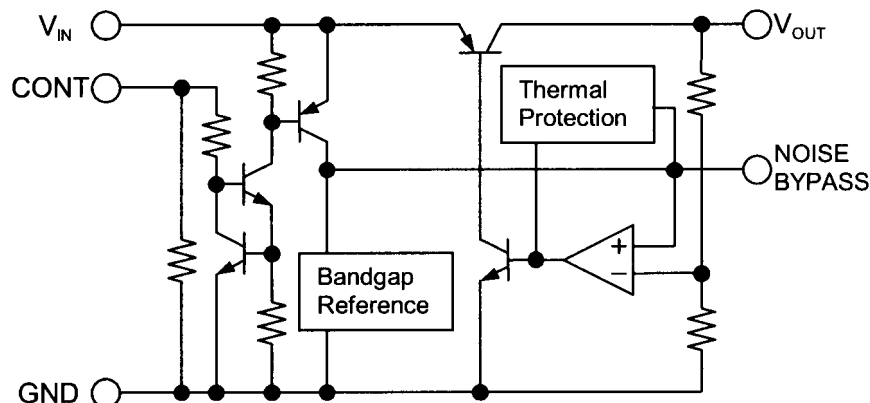 VIN
VOUT
CONT
Thermal
Protection
NOISE
BYPASS
+
−
Bandgap
Reference
GND